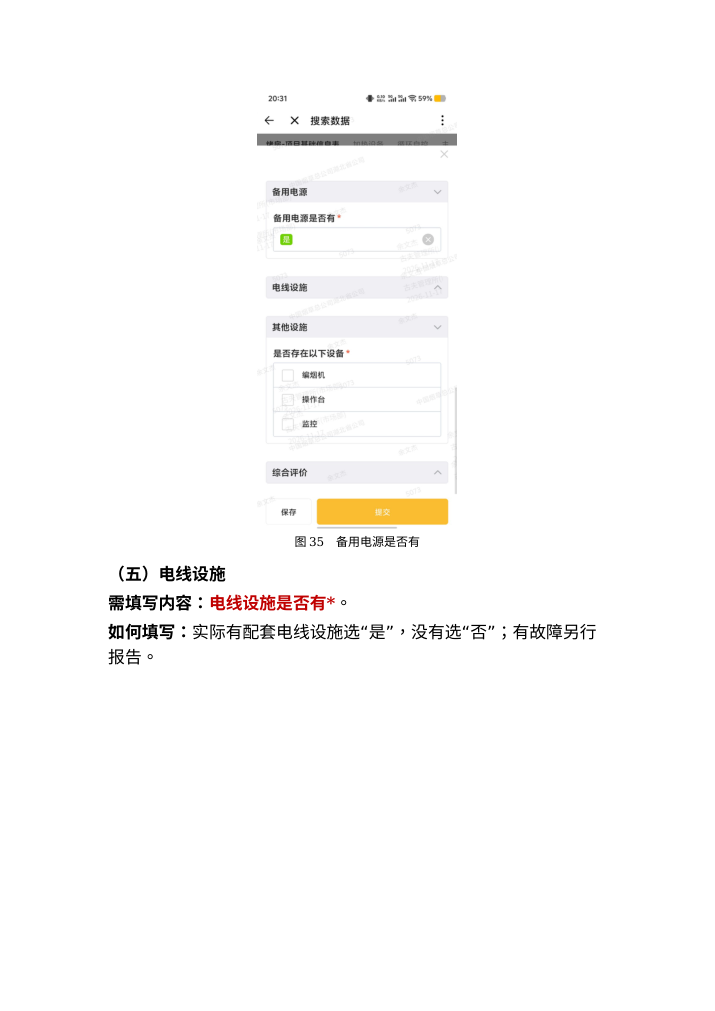 20:31
59%
搜索数据
备用电源
备用电源是否有*
是
电线设施
其他设施
是否存在以下设备*
编烟机
操作台
监控
综合评价
保存
提交
图 35 备用电源是否有
（五）电线设施
需填写内容：电线设施是否有*。
如何填写：实际有配套电线设施选“是”，没有选“否”；有故障另行
报告。